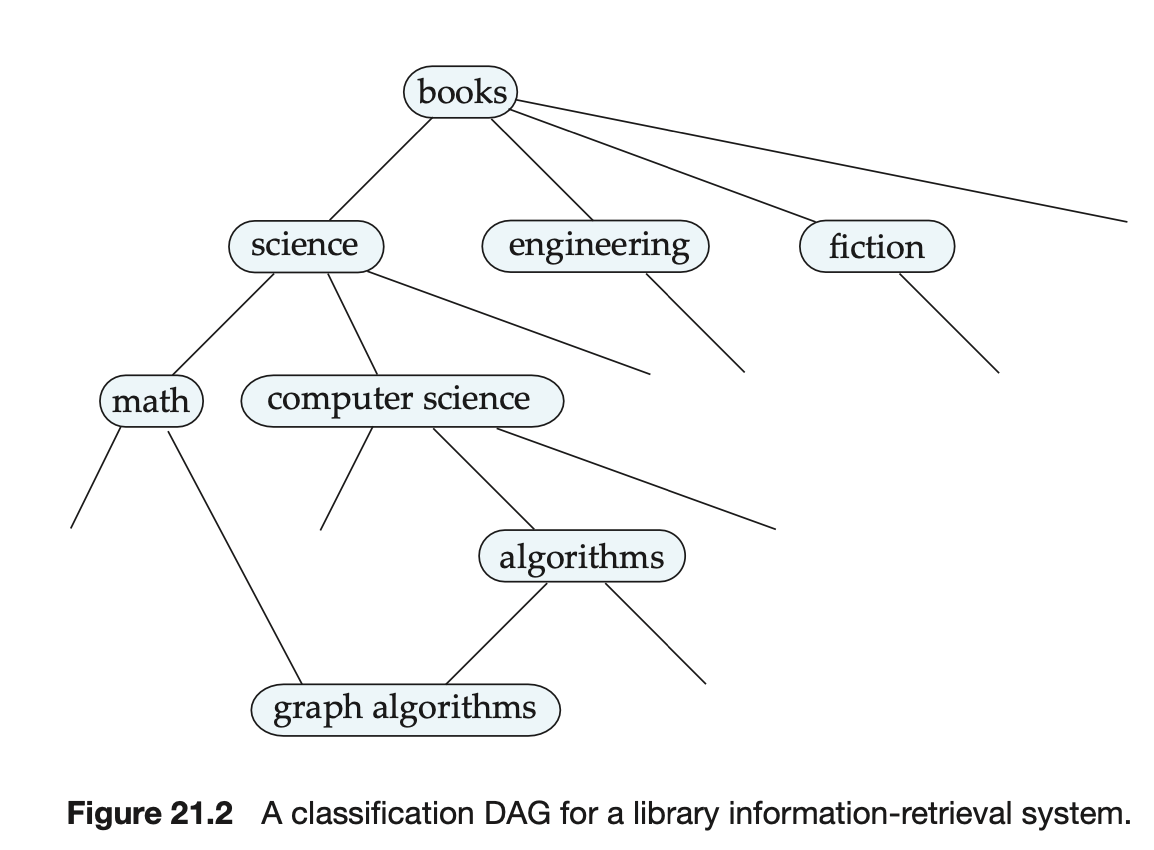 books
science engineering fiction
math computer science
algorithms
graph algorithms
Figure 21.2 A classification DAG for a library information-retrieval system.